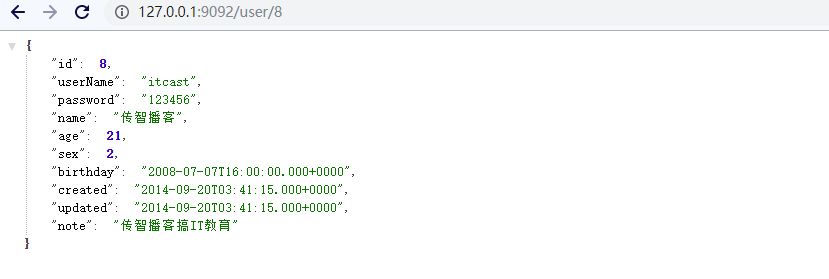 127.0.0.1:9092/user/8
{
"id": 8,
"userName": "itcast",
"password": "123456",
"name": "传智播客",
"age": 21,
"sex": 2,
"birthday": "2008-07-07T16:00:00.000+0000",
"created": "2014-09-20T03:41:15.000+0000",
"updated": "2014-09-20T03:41:15.000+0000",
"note": "传智播客搞IT教育"
}